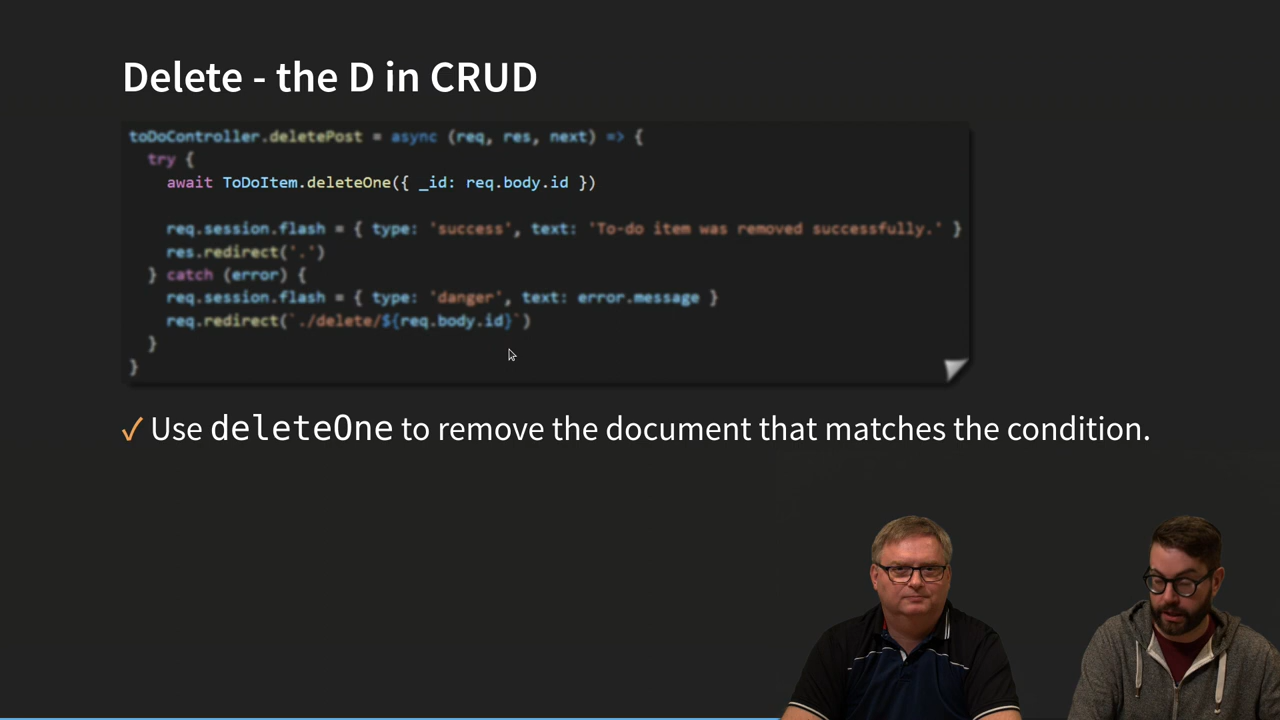 Delete - the D in CRUD
toDoController.deletePost = async (req, res, next) => {
try {
await ToDoItem.deleteOne({ _id: req.body.id })
req.session.flash = { type: 'success', text: 'To-do item was removed successfully.' }
res.redirect('.')
} catch (error) {
req.session.flash = { type: 'danger', text: error.message }
req.redirect(`./delete/${req.body.id}`)
}
}
✓ Use deleteOne to remove the document that matches the condition.